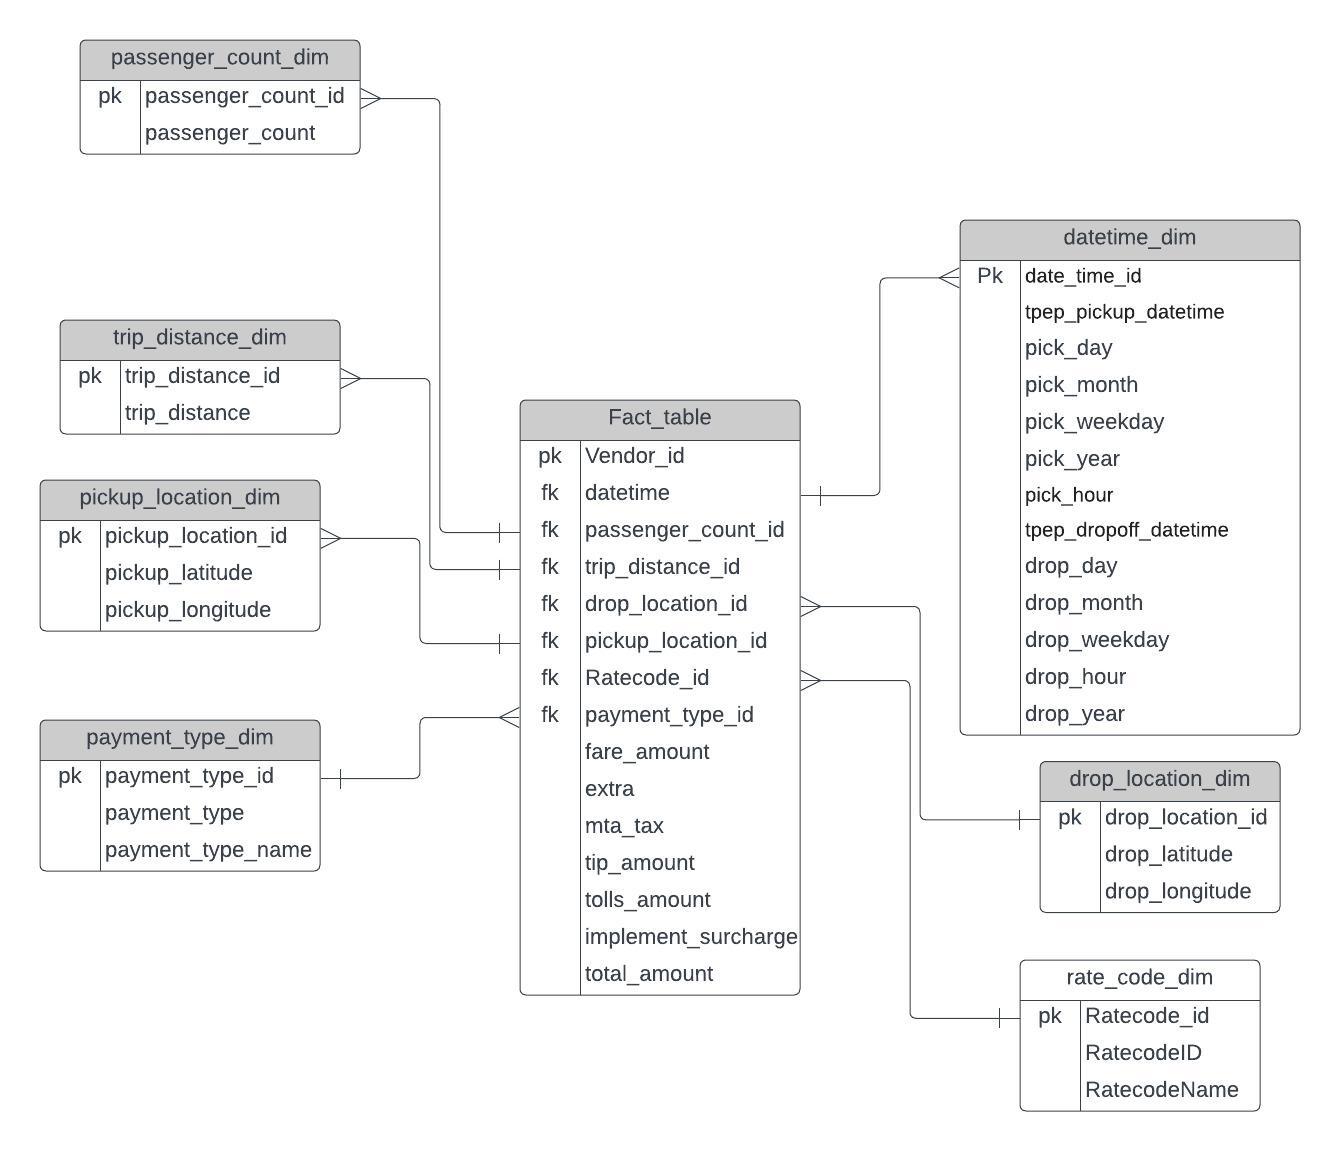 passenger_count_dim
pk passenger_count_id
passenger_count
trip_distance_dim
pk trip_distance_id
trip_distance
pickup_location_dim
pk pickup_location_id
pickup_latitude
pickup_longitude
payment_type_dim
pk payment_type_id
payment_type
payment_type_name
Fact_table
pk Vendor_id
fk datetime
fk passenger_count_id
fk trip_distance_id
fk drop_location_id
fk pickup_location_id
fk Ratecode_id
fk payment_type_id
fare_amount
extra
mta_tax
tip_amount
tolls_amount
implement_surcharge
total_amount
datetime_dim
Pk date_time_id
tpep_pickup_datetime
pick_day
pick_month
pick_weekday
pick_year
pick_hour
tpep_dropoff_datetime
drop_day
drop_month
drop_weekday
drop_hour
drop_year
drop_location_dim
pk drop_location_id
drop_latitude
drop_longitude
rate_code_dim
pk Ratecode_id
RatecodeID
RatecodeName